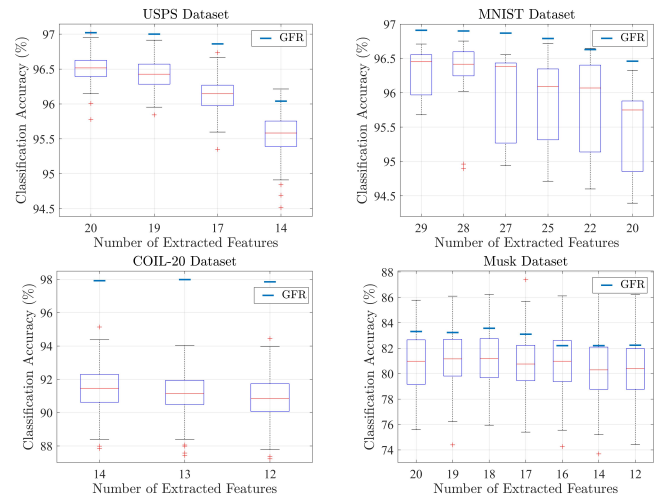 USPS Dataset
Classification Accuracy (%)
97
96.5
96
95.5
95
94.5
GFR
20 19 17 14
Number of Extracted Features
MNIST Dataset
Classification Accuracy (%)
97
96.5
96
95.5
95
94.5
GFR
29 28 27 25 22 20
Number of Extracted Features
COIL-20 Dataset
Classification Accuracy (%)
98
96
94
92
90
88
GFR
14 13 12
Number of Extracted Features
Musk Dataset
Classification Accuracy (%)
88
86
84
82
80
78
76
74
GFR
20 19 18 17 16 14 12
Number of Extracted Features